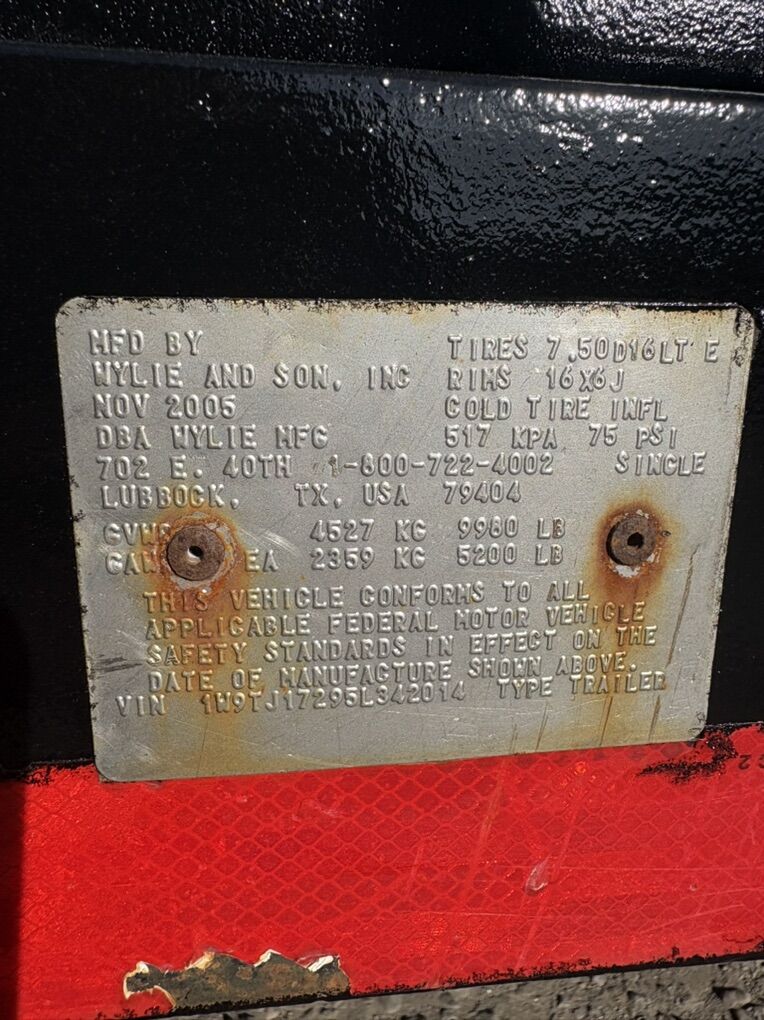 MFD BY TIRES 7.50D16LT E
WYLIE AND SON, INC RIMS 16X6J
NOV 2005 COLD TIRE INFL
DBA WYLIE MFG 517 KPA 75 PSI
702 E. 40TH 1-800-722-4002 SINGLE
LUBBOCK, TX, USA 79404
4527 KG 9980 LB
EA 2359 KG 5200 LB
THIS VEHICLE CONFORMS TO ALL
APPLICABLE FEDERAL MOTOR VEHICLE
SAFETY STANDARDS IN EFFECT ON THE
DATE OF MANUFACTURE SHOWN ABOVE.
VIN 1W9TJ17295L342014 TYPE TRAILER